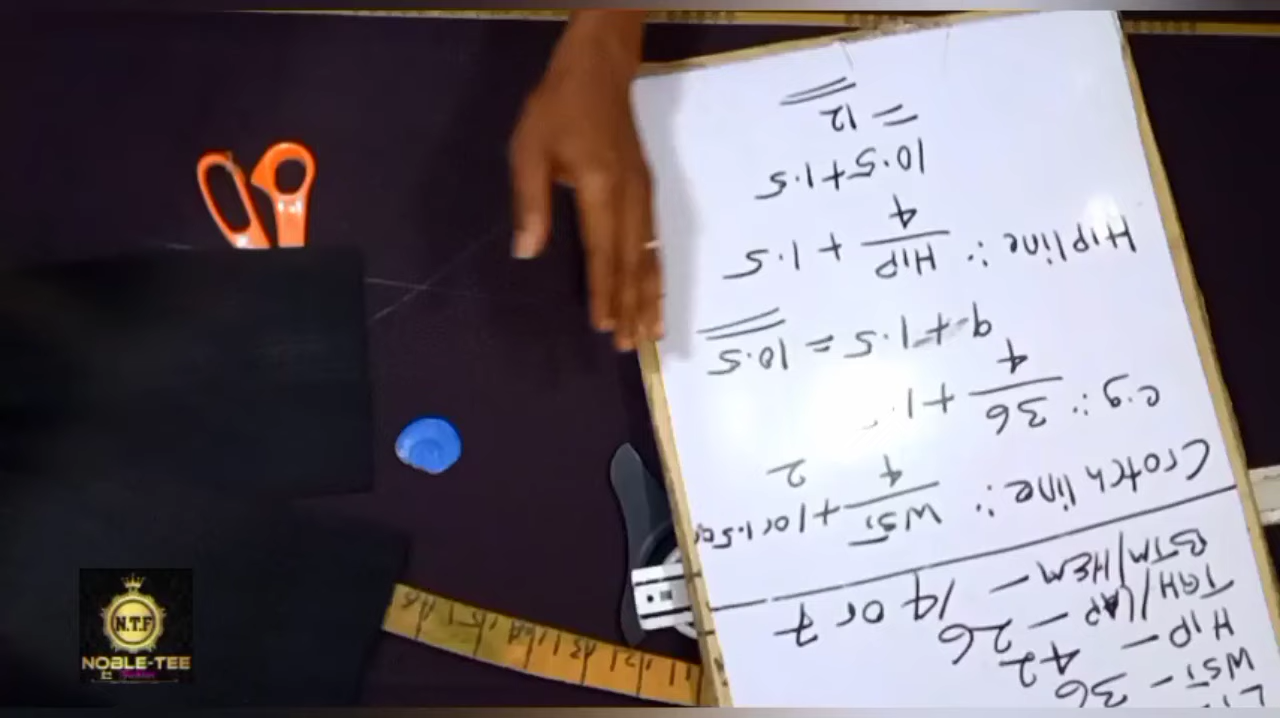 WST - 36
HIP - 42
TGH/LAP - 26
BTM/HEM - 14 or 7
Crotch line : WST/4 + 1 or 1.5 or
2
e.g : 36/4 + 1.
9+1.5 = 10.5
Hip line : HIP/4 + 1.5
10.5+1.5
= 12
N.T.F
NOBLE-TEE